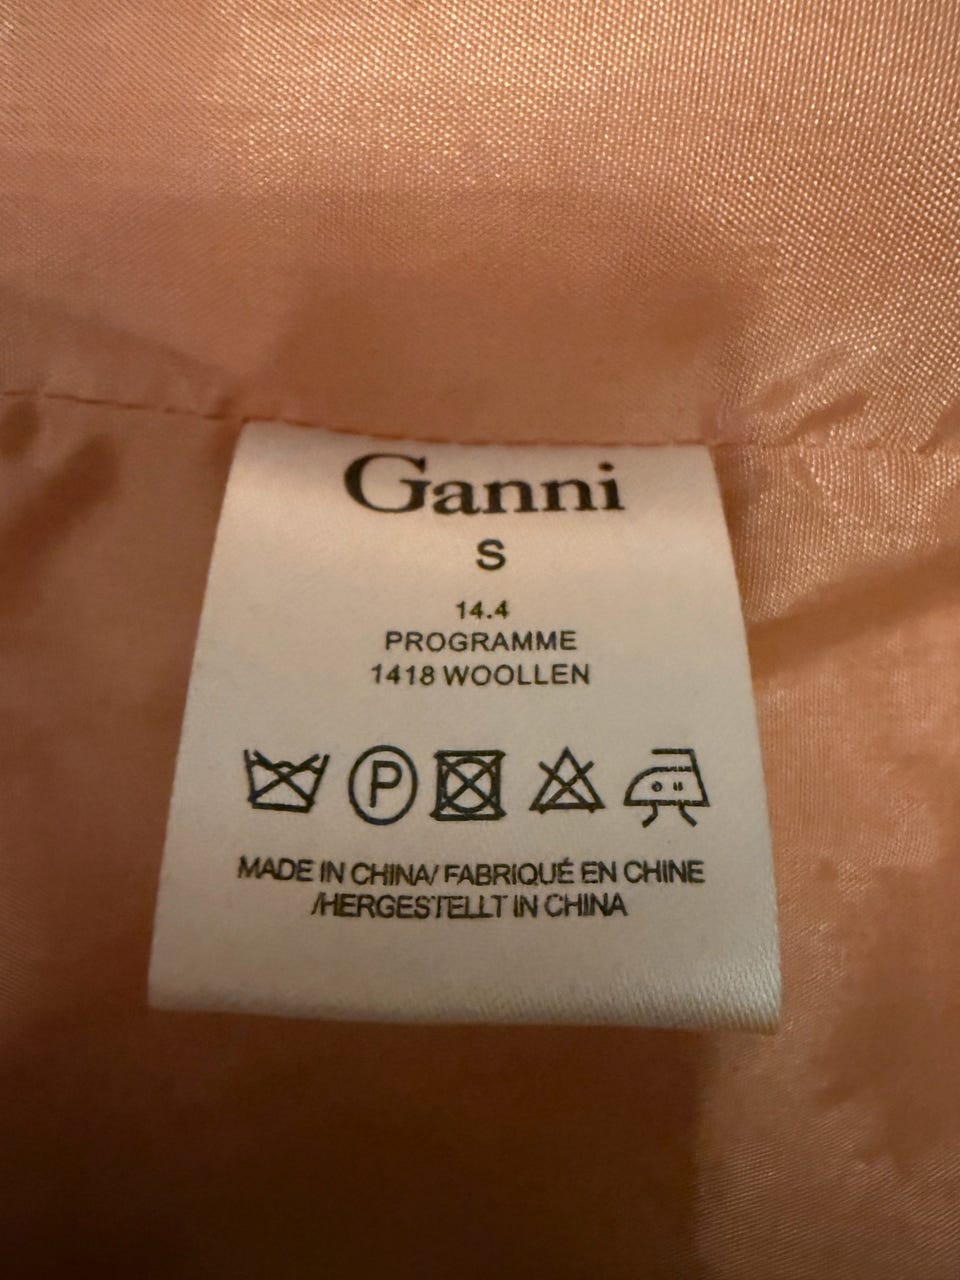 Ganni
S
14.4
PROGRAMME
1418 WOOLLEN
P
MADE IN CHINA/ FABRIQUÉ EN CHINE
/HERGESTELLT IN CHINA